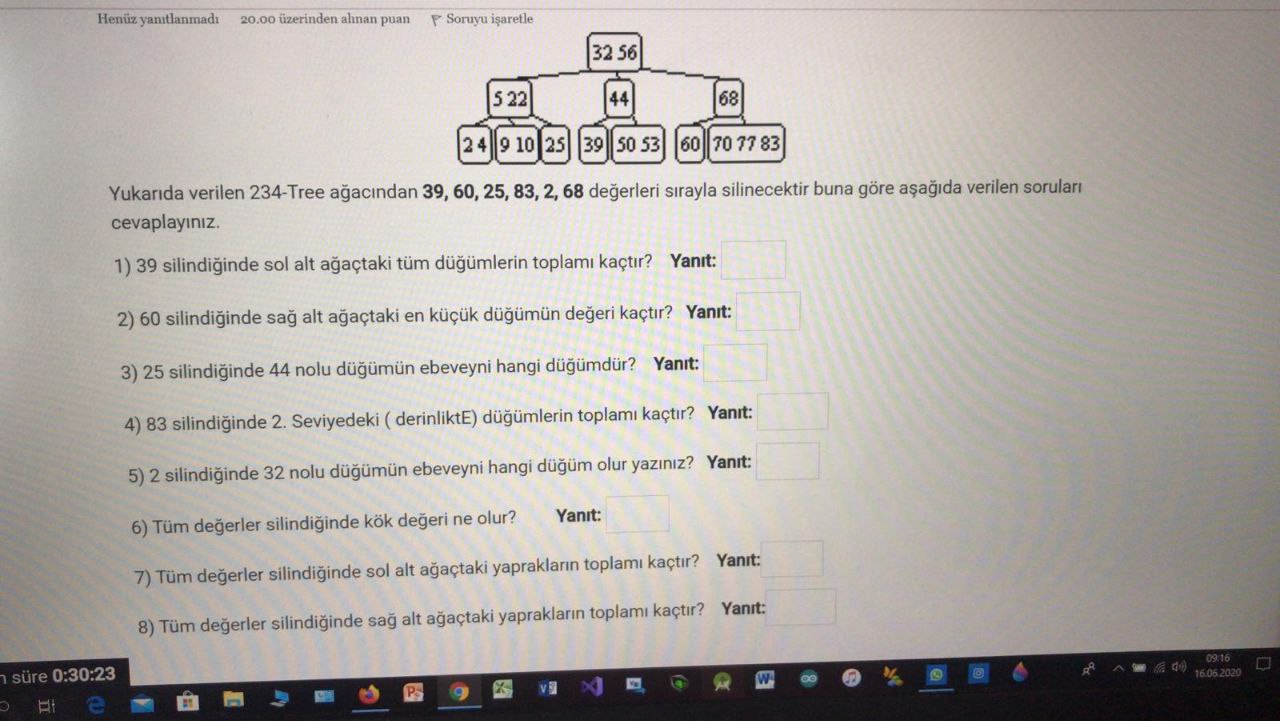 Henüz yanıtlanmadı 20.00 üzerinden alınan puan Soruyu işaretle
32 56
5 22 44 68
2 4 9 10 25 39 50 53 60 70 77 83
Yukarıda verilen 234-Tree ağacından 39, 60, 25, 83, 2, 68 değerleri sırayla silinecektir buna göre aşağıda verilen soruları
cevaplayınız.
1) 39 silindiğinde sol alt ağaçtaki tüm düğümlerin toplamı kaçtır? Yanıt:
2) 60 silindiğinde sağ alt ağaçtaki en küçük düğümün değeri kaçtır? Yanıt:
3) 25 silindiğinde 44 nolu düğümün ebeveyni hangi düğümdür? Yanıt:
4) 83 silindiğinde 2. Seviyedeki ( derinliktE) düğümlerin toplamı kaçtır? Yanıt:
5) 2 silindiğinde 32 nolu düğümün ebeveyni hangi düğüm olur yazınız? Yanıt:
6) Tüm değerler silindiğinde kök değeri ne olur? Yanıt:
7) Tüm değerler silindiğinde sol alt ağaçtaki yaprakların toplamı kaçtır? Yanıt:
8) Tüm değerler silindiğinde sağ alt ağaçtaki yaprakların toplamı kaçtır? Yanıt:
süre 0:30:23
09:16
16.06.2020